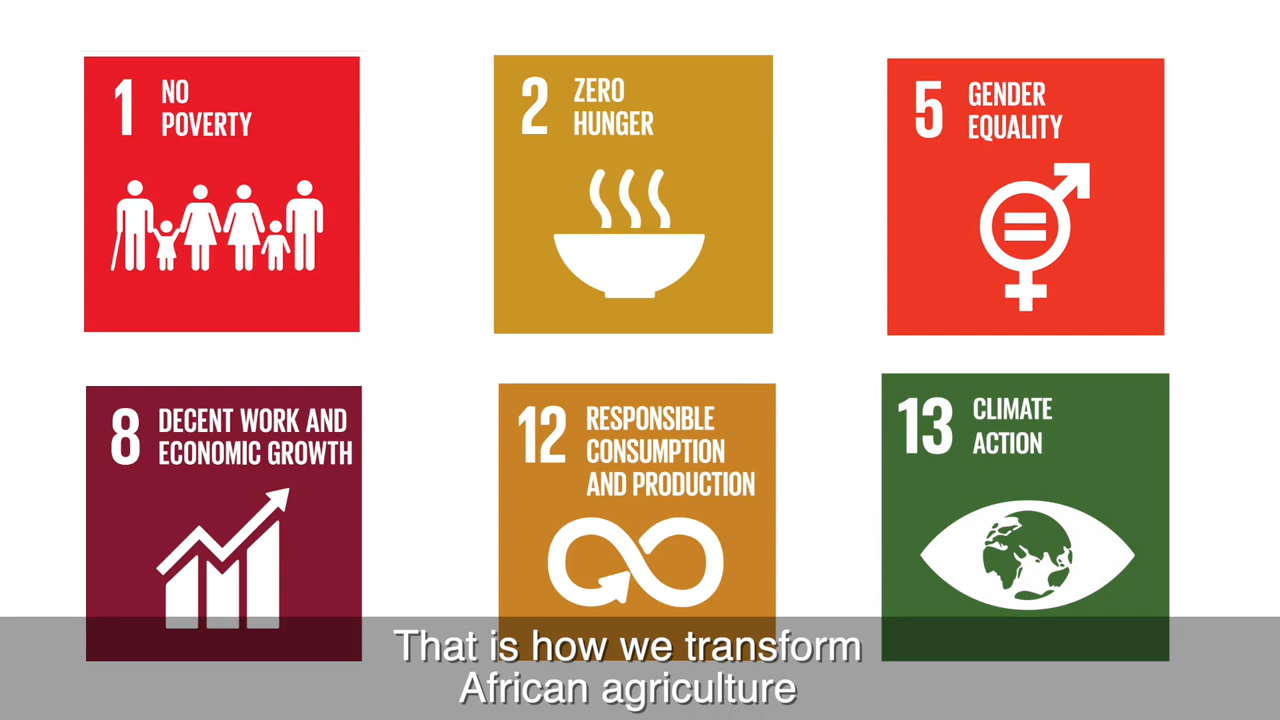 1 NO
POVERTY
2 ZERO
HUNGER
5 GENDER
EQUALITY
8 DECENT WORK AND
ECONOMIC GROWTH
12 RESPONSIBLE
CONSUMPTION
AND PRODUCTION
13 CLIMATE
ACTION
That is how we transform
African agriculture